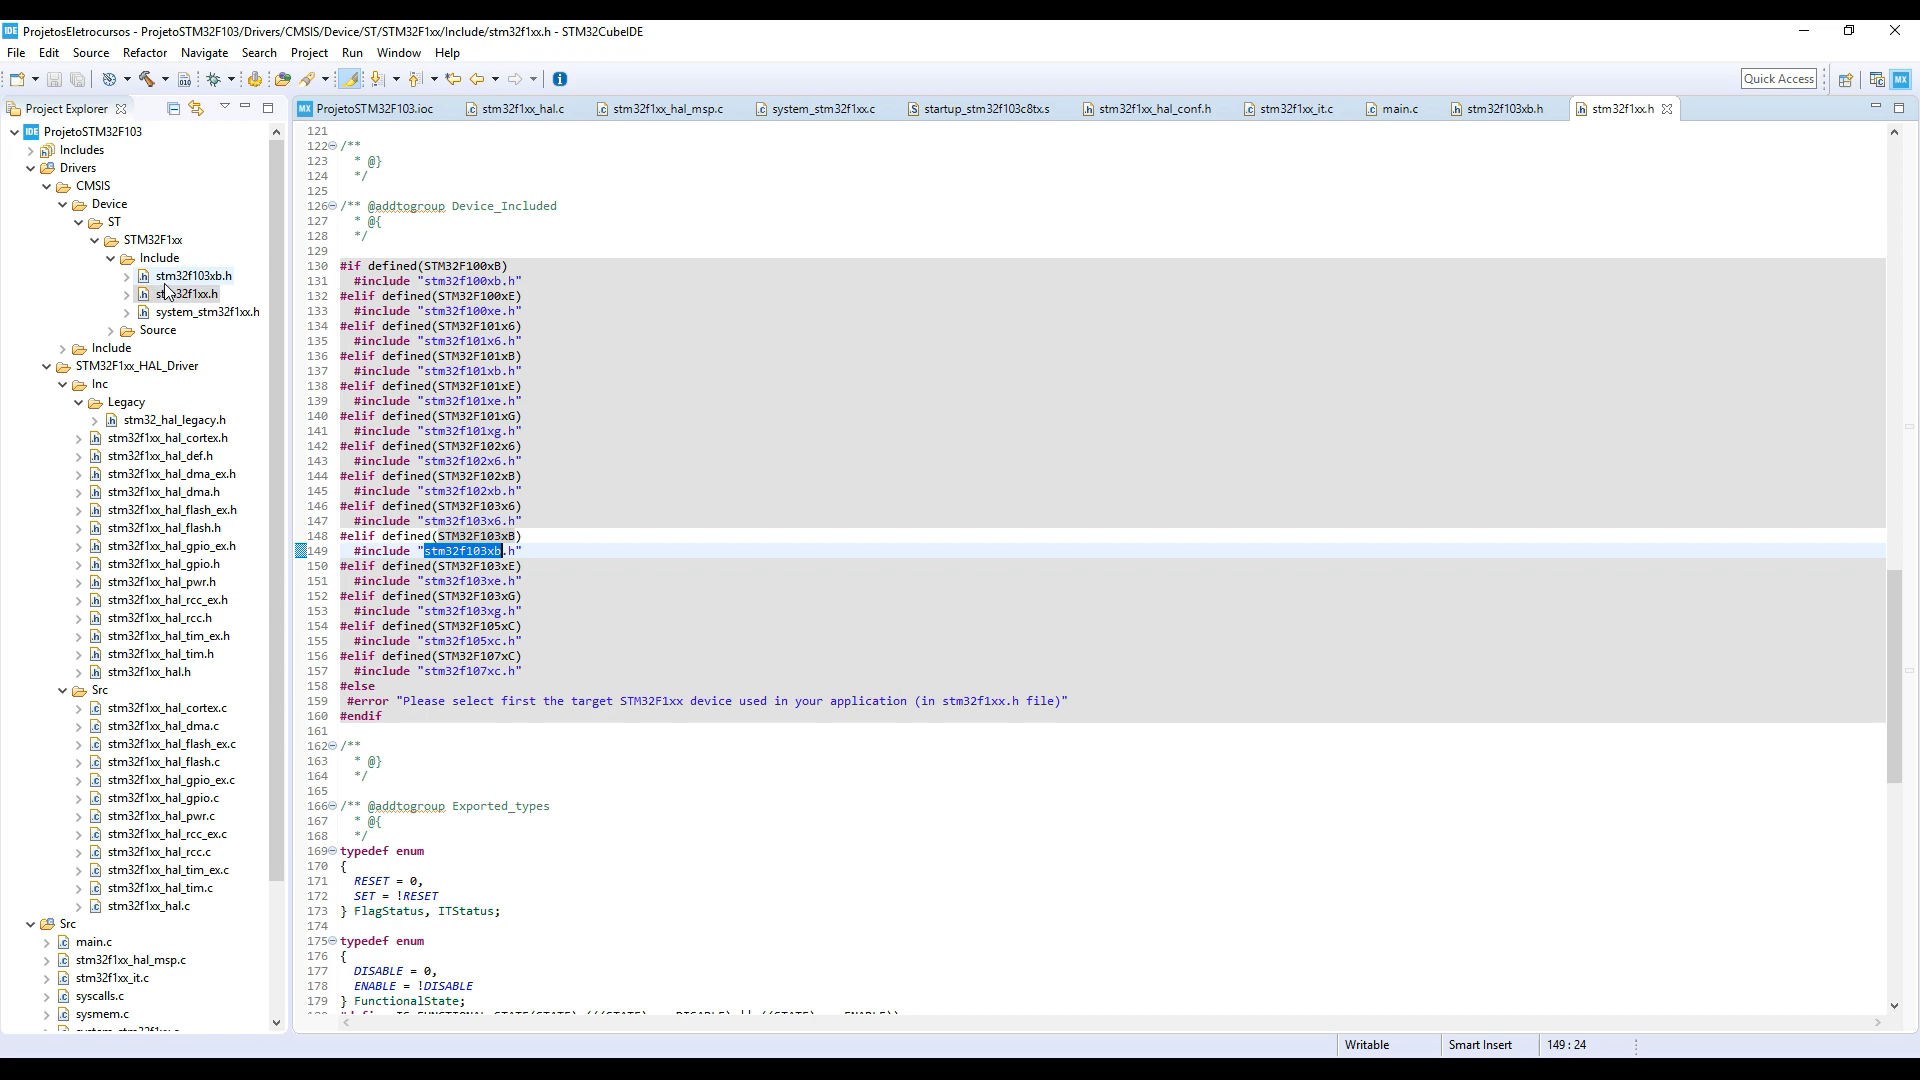 IDE ProjetosEletrocursos - ProjetoSTM32F103/Drivers/CMSIS/Device/ST/STM32F1xx/Include/stm32f1xx.h - STM32CubeIDE
File Edit Source Refactor Navigate Search Project Run Window Help
Quick Access MX
Project Explorer
MX ProjetoSTM32F103.ioc stm32f1xx_hal.c stm32f1xx_hal_msp.c system_stm32f1xx.c startup_stm32f103c8tx.s stm32f1xx_hal_conf.h stm32f1xx_it.c main.c stm32f103xb.h stm32f1xx.h
IDE ProjetoSTM32F103
Includes
Drivers
CMSIS
Device
ST
STM32F1xx
Include
stm32f103xb.h
32f1xx.h
system_stm32f1xx.h
Source
Include
STM32F1xx_HAL_Driver
Inc
Legacy
stm32_hal_legacy.h
stm32f1xx_hal_cortex.h
stm32f1xx_hal_def.h
stm32f1xx_hal_dma_ex.h
stm32f1xx_hal_dma.h
stm32f1xx_hal_flash_ex.h
stm32f1xx_hal_flash.h
stm32f1xx_hal_gpio_ex.h
stm32f1xx_hal_gpio.h
stm32f1xx_hal_pwr.h
stm32f1xx_hal_rcc_ex.h
stm32f1xx_hal_rcc.h
stm32f1xx_hal_tim_ex.h
stm32f1xx_hal_tim.h
stm32f1xx_hal.h
Src
stm32f1xx_hal_cortex.c
stm32f1xx_hal_dma.c
stm32f1xx_hal_flash_ex.c
stm32f1xx_hal_flash.c
stm32f1xx_hal_gpio_ex.c
stm32f1xx_hal_gpio.c
stm32f1xx_hal_pwr.c
stm32f1xx_hal_rcc_ex.c
stm32f1xx_hal_rcc.c
stm32f1xx_hal_tim_ex.c
stm32f1xx_hal_tim.c
stm32f1xx_hal.c
Src
main.c
stm32f1xx_hal_msp.c
stm32f1xx_it.c
syscalls.c
sysmem.c
121
122 /**
123 * @}
124 */
125
126 /** @addtogroup Device_Included
127 * @{
128 */
129
130 #if defined(STM32F100xB)
131 #include "stm32f100xb.h"
132 #elif defined(STM32F100xE)
133 #include "stm32f100xe.h"
134 #elif defined(STM32F101x6)
135 #include "stm32f101x6.h"
136 #elif defined(STM32F101xB)
137 #include "stm32f101xb.h"
138 #elif defined(STM32F101xE)
139 #include "stm32f101xe.h"
140 #elif defined(STM32F101xG)
141 #include "stm32f101xg.h"
142 #elif defined(STM32F102x6)
143 #include "stm32f102x6.h"
144 #elif defined(STM32F102xB)
145 #include "stm32f102xb.h"
146 #elif defined(STM32F103x6)
147 #include "stm32f103x6.h"
148 #elif defined(STM32F103xB)
149 #include "stm32f103xb.h"
150 #elif defined(STM32F103xE)
151 #include "stm32f103xe.h"
152 #elif defined(STM32F103xG)
153 #include "stm32f103xg.h"
154 #elif defined(STM32F105xC)
155 #include "stm32f105xc.h"
156 #elif defined(STM32F107xC)
157 #include "stm32f107xc.h"
158 #else
159 #error "Please select first the target STM32F1xx device used in your application (in stm32f1xx.h file)"
160 #endif
161
162 /**
163 * @}
164 */
165
166 /** @addtogroup Exported_types
167 * @{
168 */
169 typedef enum
170 {
171 RESET = 0,
172 SET = !RESET
173 } FlagStatus, ITStatus;
174
175 typedef enum
176 {
177 DISABLE = 0,
178 ENABLE = !DISABLE
179 } FunctionalState;
Writable Smart Insert 149 : 24